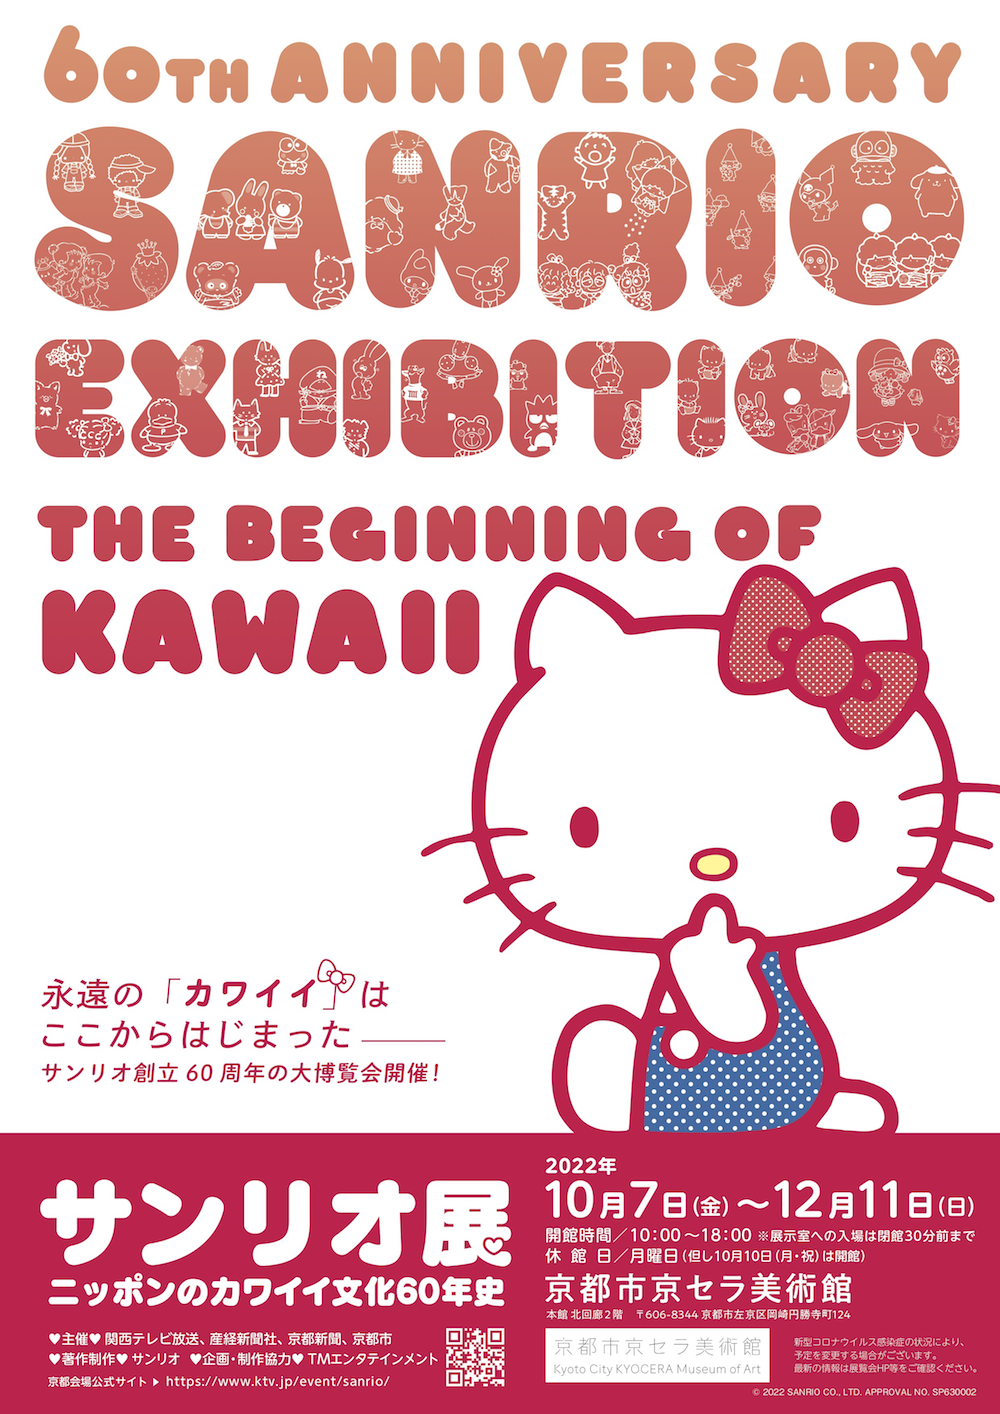 60TH ANNIVERSARY
SANRIO
EXHIBITION
THE BEGINNING OF
KAWAII
永遠の「カワイイ」は
ここからはじまった
サンリオ創立60周年の大博覧会開催!
サンリオ展
ニッポンのカワイイ文化60年史
♥主催♥ 関西テレビ放送、産経新聞社、京都新聞、京都市
♥著作制作♥ サンリオ ♥企画・制作協力♥ TMエンタテインメント
京都会場公式サイト ▶ https://www.ktv.jp/event/sanrio/
2022年
10月7日(金)〜12月11日(日)
開館時間/10:00〜18:00 ※展示室への入場は閉館30分前まで
休館日/月曜日(但し10月10日(月・祝)は開館)
京都市京セラ美術館
本館 北回廊2階 〒606-8344 京都市左京区岡崎円勝寺町124
京都市京セラ美術館
Kyoto City KYOCERA Museum of Art
新型コロナウイルス感染症の状況により、
予定を変更する場合がございます。
最新の情報は展覧会HP等をご確認ください。
© 2022 SANRIO CO., LTD. APPROVAL NO. SP630002